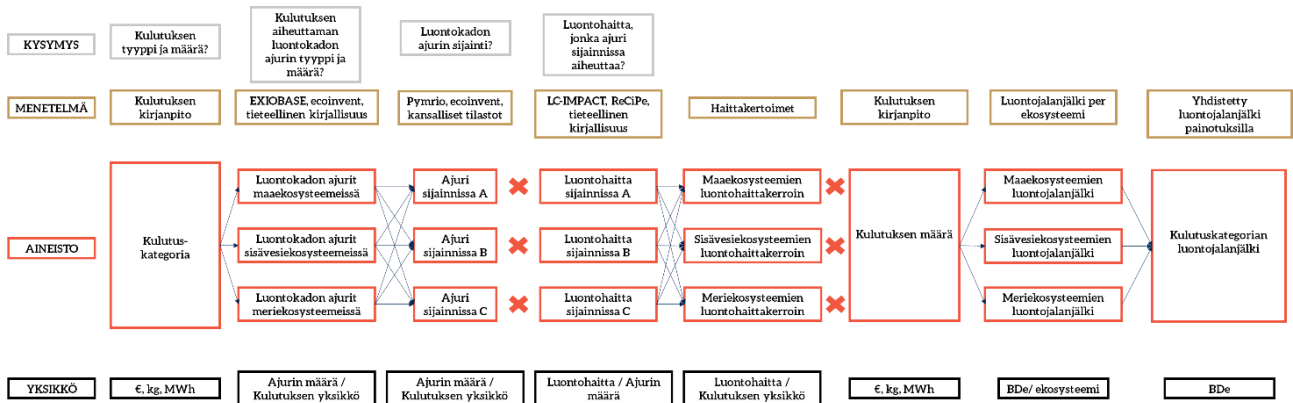 KYSYMYS
Kulutuksen
tyyppi ja määrä?
Kulutuksen
aiheuttaman
luontokadon
ajurin tyyppi ja
määrä?
Luontokadon
ajurin sijainti?
Luontohaitta,
jonka ajuri
sijainnissa
aiheuttaa?
MENETELMÄ
Kulutuksen
kirjanpito
EXIOBASE, ecoinvent,
tieteellinen kirjallisuus
Pymrio, ecoinvent,
kansalliset tilastot
LC-IMPACT, ReCiPe,
tieteellinen
kirjallisuus
Haittakertoimet
Kulutuksen
kirjanpito
Luontojalanjälki per
ekosysteemi
Yhdistetty
luontojalanjälki
painotuksilla
AINEISTO
Kulutus-
kategoria
Luontokadon ajurit
maaekosysteemeissä
Luontokadon ajurit
sisävesiekosysteemeissä
Luontokadon ajurit
meriekosysteemeissä
Ajuri
sijainnissa A
Ajuri
sijainnissa B
Ajuri
sijainnissa C
Luontohaitta
sijainnissa A
Luontohaitta
sijainnissa B
Luontohaitta
sijainnissa C
Maaekosysteemien
luontohaittakerroin
Sisävesiekosysteemien
luontohaittakerroin
Meriekosysteemien
luontohaittakerroin
Kulutuksen määrä
Maaekosysteemien
luontojalanjälki
Sisävesiekosysteemien
luontojalanjälki
Meriekosysteemien
luontojalanjälki
Kulutuskategorian
luontojalanjälki
YKSIKKÖ
€, kg, MWh
Ajurin määrä /
Kulutuksen yksikkö
Ajurin määrä /
Kulutuksen yksikkö
Luontohaitta / Ajurin
määrä
Luontohaitta /
Kulutuksen yksikkö
€, kg, MWh
BDe/ ekosysteemi
BDe